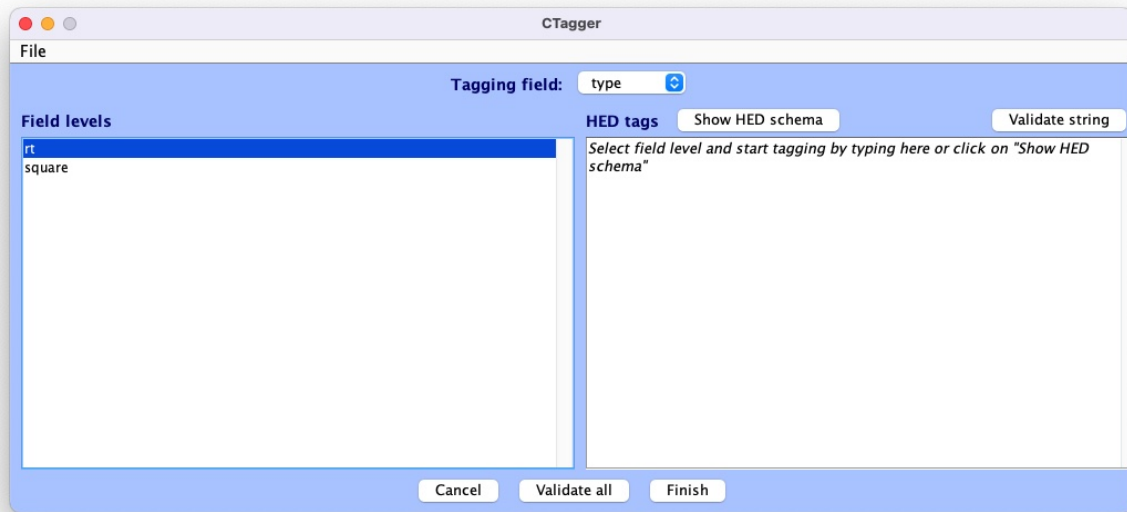 CTagger
File
Tagging field: type
Field levels
HED tags Show HED schema Validate string
rt
square
Select field level and start tagging by typing here or click on "Show HED
schema"
Cancel Validate all Finish